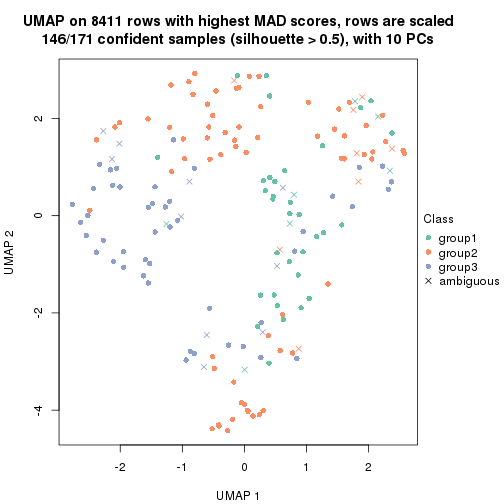 UMAP on 8411 rows with highest MAD scores, rows are scaled
146/171 confident samples (silhouette > 0.5), with 10 PCs
2
0
-2
-4
UMAP 2
-2
-1
0
1
2
UMAP 1
Class
group1
group2
group3
ambiguous